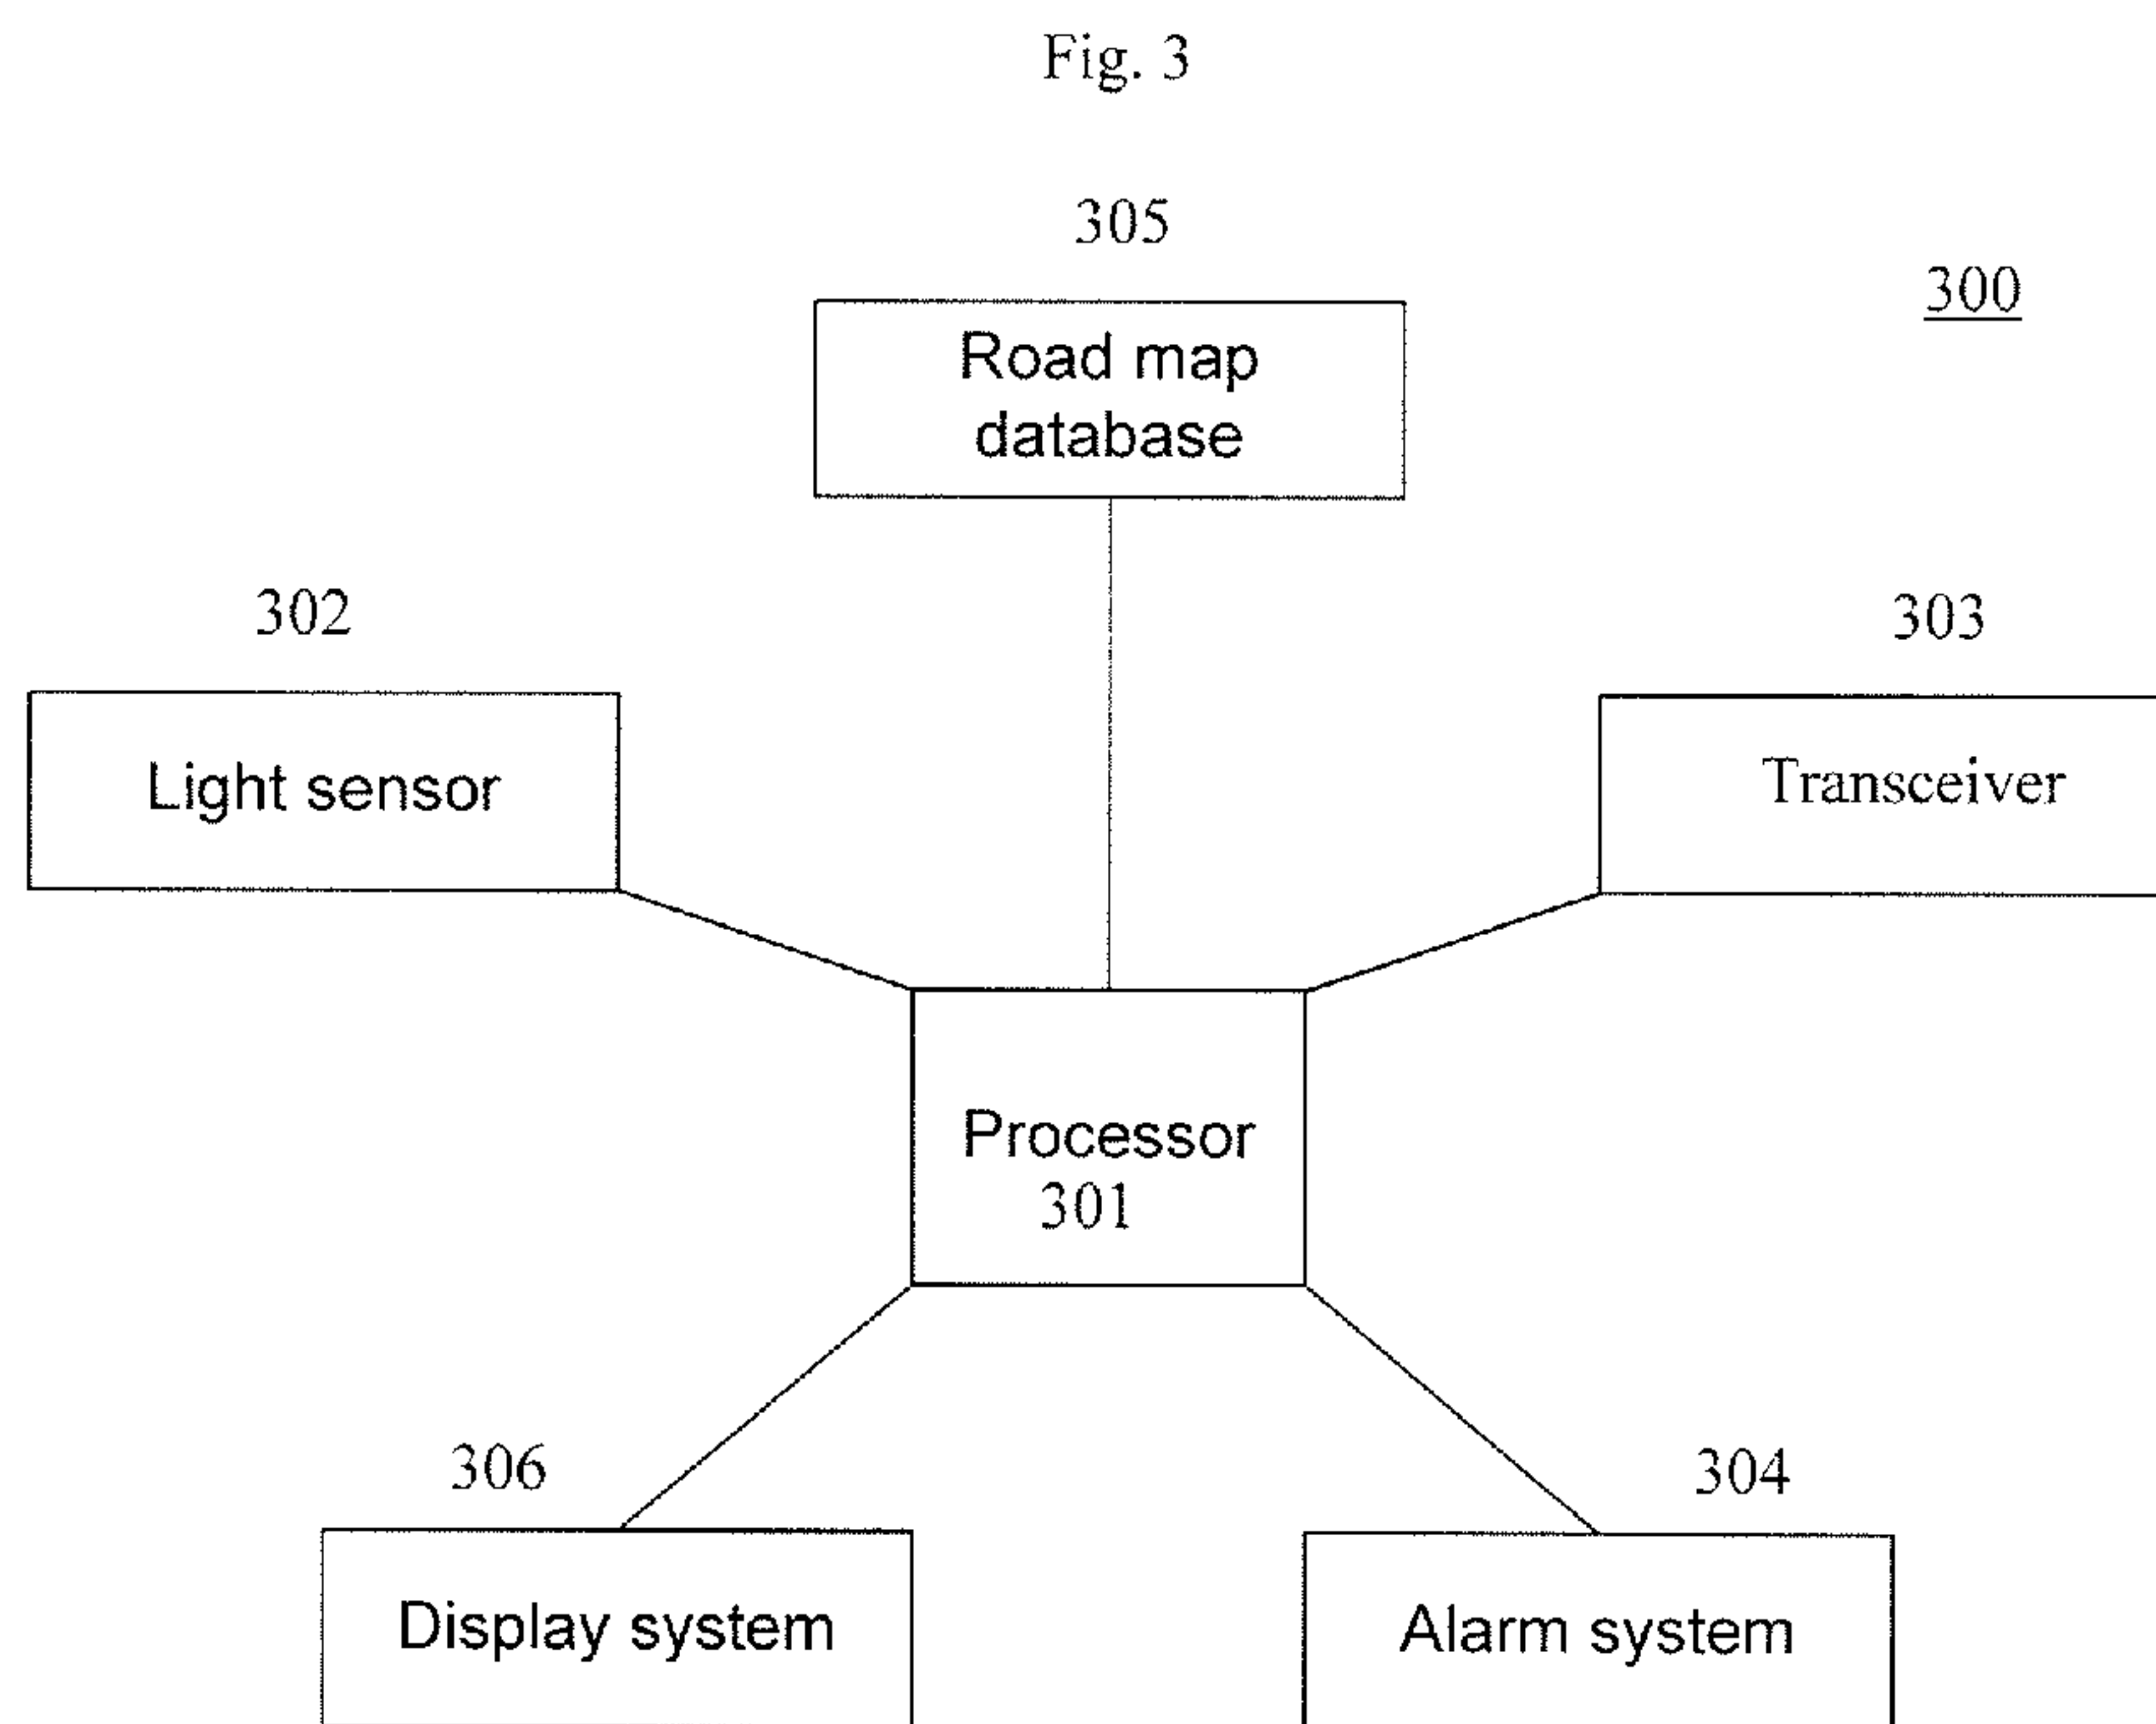 Fig. 3
305
300
Road map
database
302
303
Light sensor
Transceiver
Processor
301
306
304
Display system
Alarm system